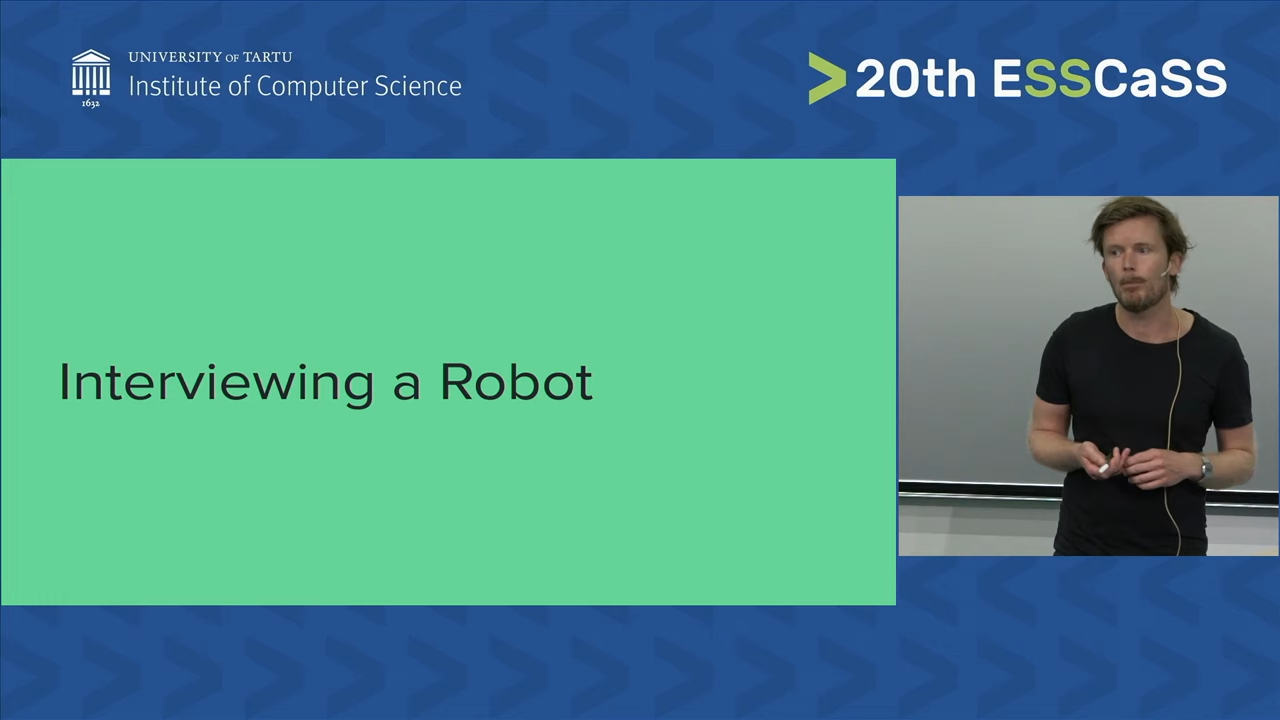 UNIVERSITY OF TARTU
Institute of Computer Science
1632
20th ESSCaSS
Interviewing a Robot